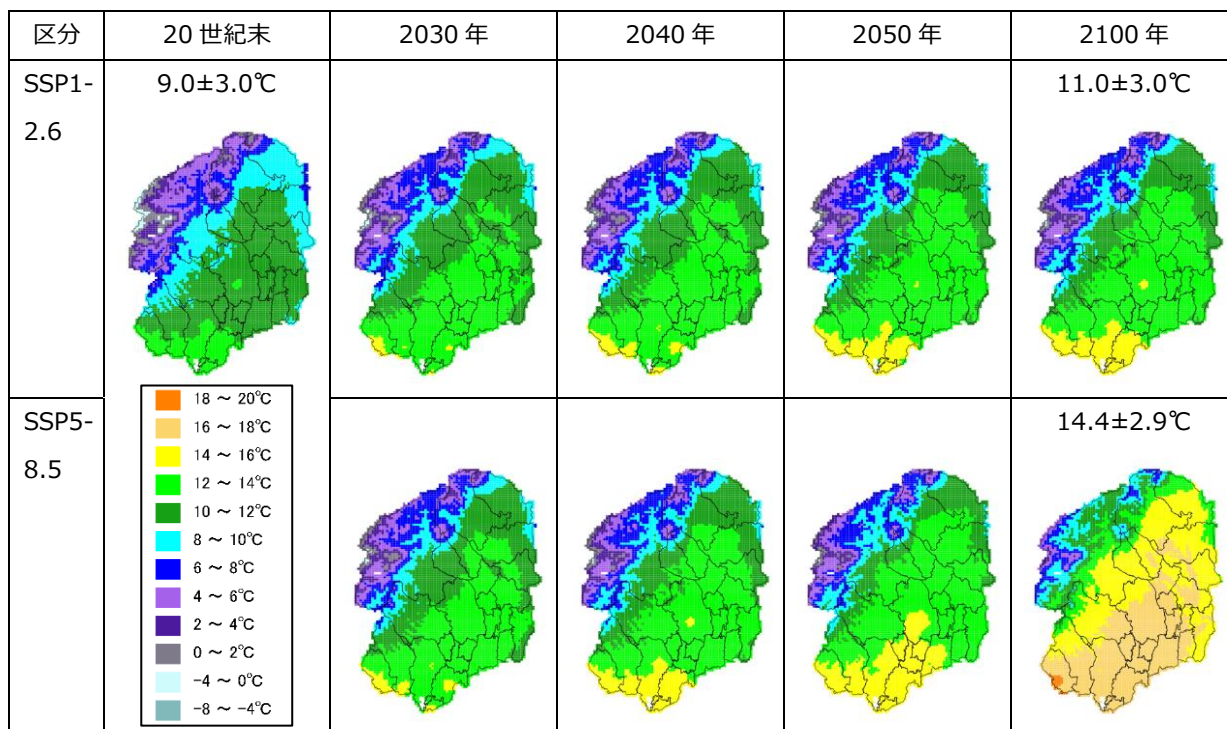 区分
20 世紀末
2030 年
2040 年
2050 年
2100 年
SSP1-
2.6
9.0±3.0℃
11.0±3.0℃
SSP5-
8.5
18 ～ 20℃
16 ～ 18℃
14 ～ 16℃
12 ～ 14℃
10 ～ 12℃
8 ～ 10℃
6 ～ 8℃
4 ～ 6℃
2 ～ 4℃
0 ～ 2℃
-4 ～ 0℃
-8 ～ -4℃
14.4±2.9℃